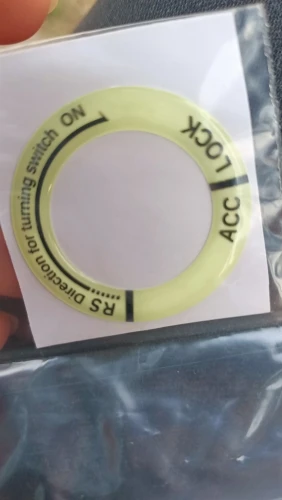 LOCK
ACC
ON
RS Direction for turning switch